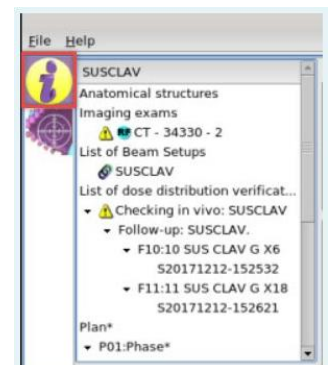 File Help
SUSCLAV
Anatomical structures
Imaging exams
RP CT - 34330 - 2
List of Beam Setups
SUSCLAV
List of dose distribution verificat...
Checking in vivo: SUSCLAV
Follow-up: SUSCLAV.
F10:10 SUS CLAV G X6
S20171212-152532
F11:11 SUS CLAV G X18
S20171212-152621
Plan*
P01:Phase*